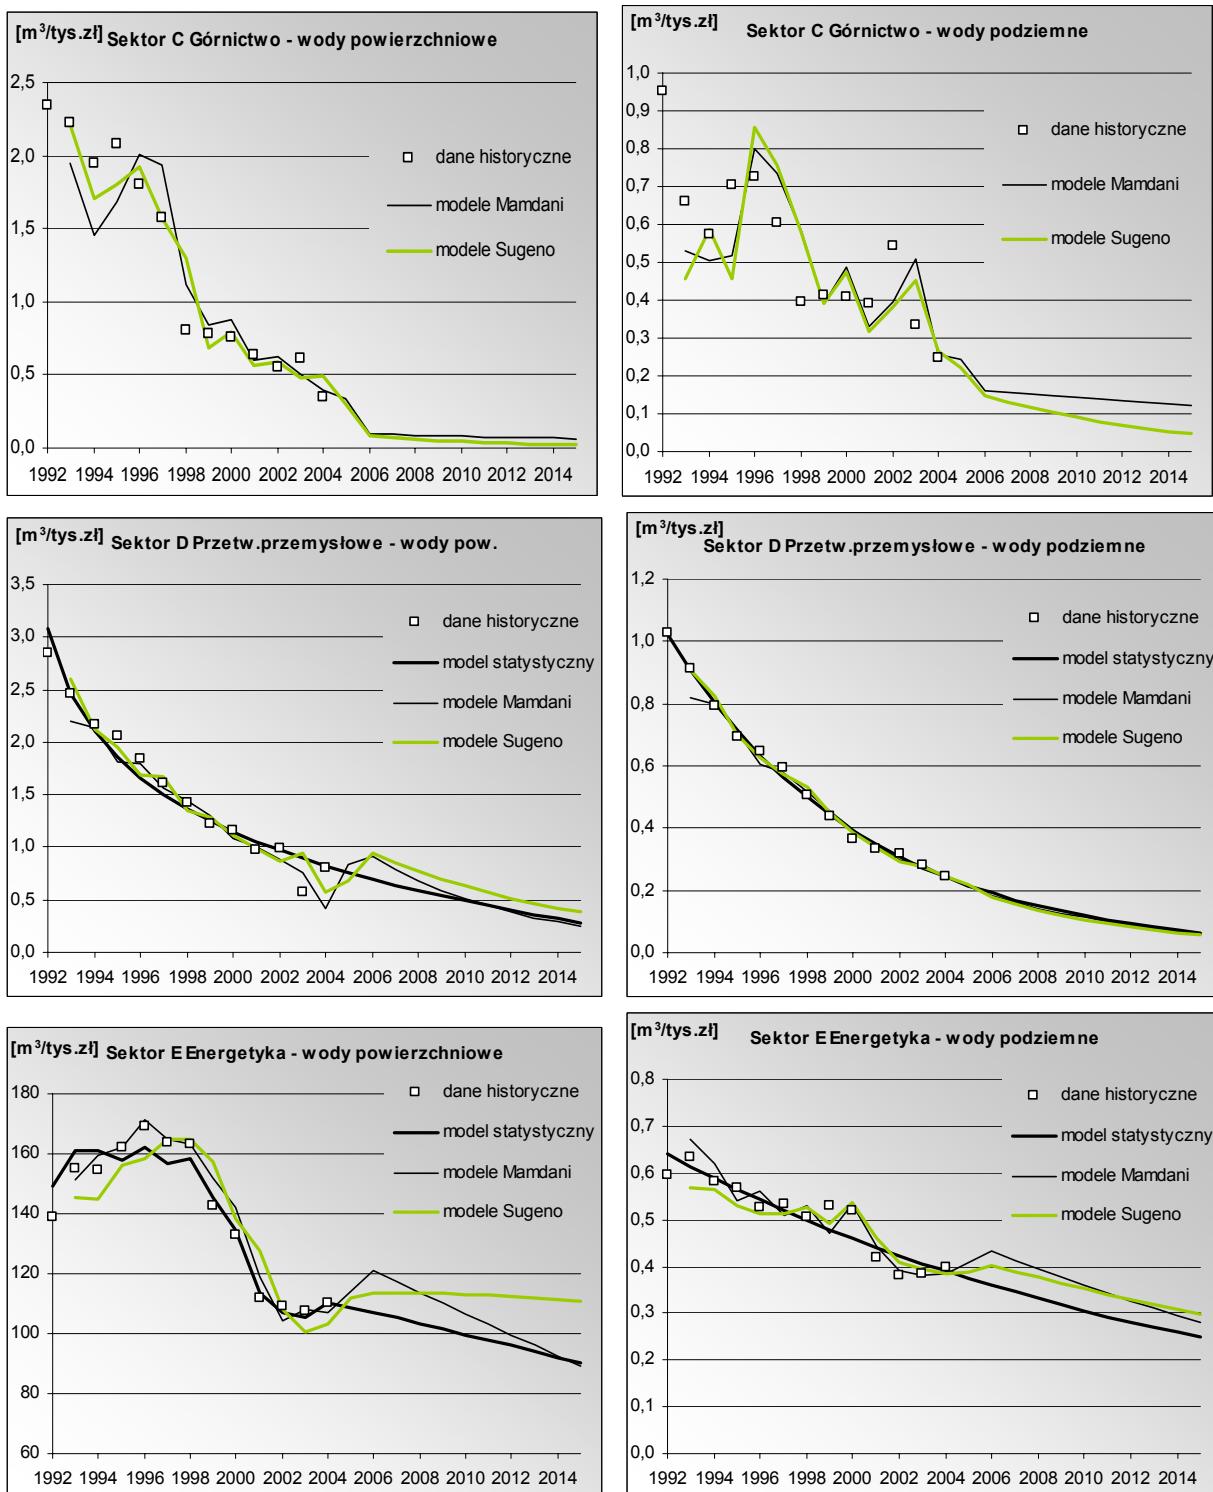 [m³/tys.zł] Sektor C Górnictwo - wody powierzchniowe
2,5
2,0
1,5
1,0
0,5
0,0
dane historyczne
modele Mamdani
modele Sugeno
1992 1994 1996 1998 2000 2002 2004 2006 2008 2010 2012 2014
[m³/tys.zł]
Sektor C Górnictwo - wody podziemne
1,0
0,9
0,8
0,7
0,6
0,5
0,4
0,3
0,2
0,1
0,0
dane historyczne
modele Mamdani
modele Sugeno
1992 1994 1996 1998 2000 2002 2004 2006 2008 2010 2012 2014
[m³/tys.zł] Sektor D Przetw.przemysłowe - wody pow.
3,5
3,0
2,5
2,0
1,5
1,0
0,5
0,0
dane historyczne
model statystyczny
modele Mamdani
modele Sugeno
1992 1994 1996 1998 2000 2002 2004 2006 2008 2010 2012 2014
[m³/tys.zł]
Sektor D Przetw.przemysłowe - wody podziemne
1,2
1,0
0,8
0,6
0,4
0,2
0,0
dane historyczne
model statystyczny
modele Mamdani
modele Sugeno
1992 1994 1996 1998 2000 2002 2004 2006 2008 2010 2012 2014
[m³/tys.zł] Sektor E Energetyka - wody powierzchniowe
180
160
140
120
100
80
60
dane historyczne
model statystyczny
modele Mamdani
modele Sugeno
1992 1994 1996 1998 2000 2002 2004 2006 2008 2010 2012 2014
[m³/tys.zł]
Sektor E Energetyka - wody podziemne
0,8
0,7
0,6
0,5
0,4
0,3
0,2
0,1
0,0
dane historyczne
model statystyczny
modele Mamdani
modele Sugeno
1992 1994 1996 1998 2000 2002 2004 2006 2008 2010 2012 2014